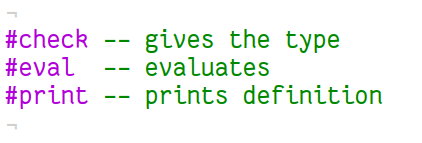 ¬
#check -- gives the type
#eval  -- evaluates
#print -- prints definition
¬